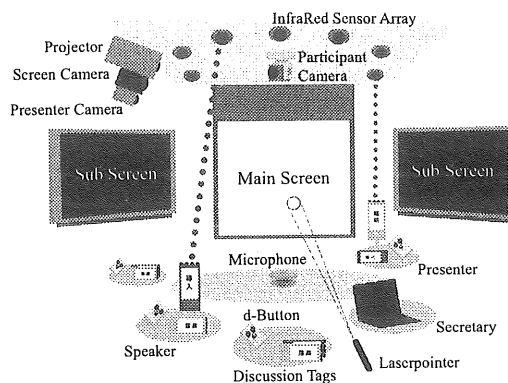 InfraRed Sensor Array
Projector
Participant
Camera
Screen Camera
Presenter Camera
Sub Screen
Main Screen
Sub Screen
Microphone
Presenter
d-Button
Speaker
Secretary
Laserpointer
Discussion Tags